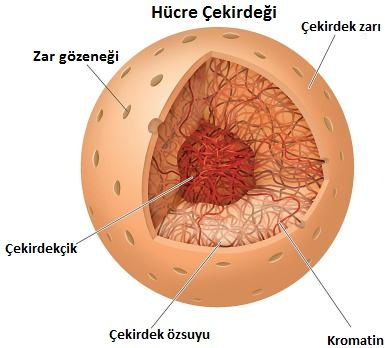 Hücre Çekirdeği
Çekirdek zarı
Zar gözeneği
Çekirdekçik
Çekirdek özsuyu
Kromatin